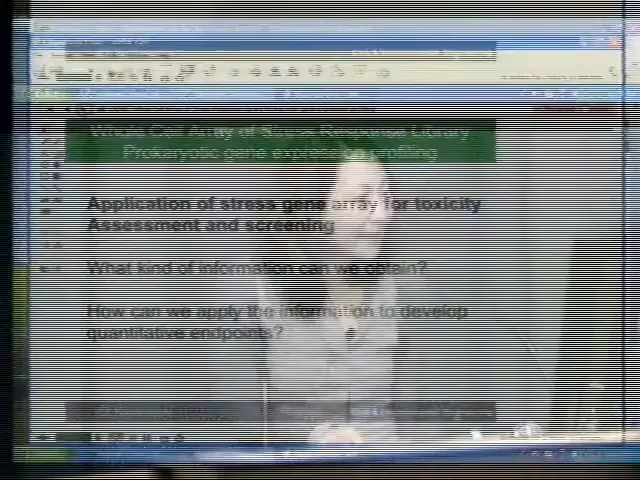 Whole Cell Array of Stress Response Library
Prokaryotic gene expression profiling
Application of stress gene array for toxicity
Assessment and screening
What kind of information can we obtain?
How can we apply the information to develop
quantitative endpoints?